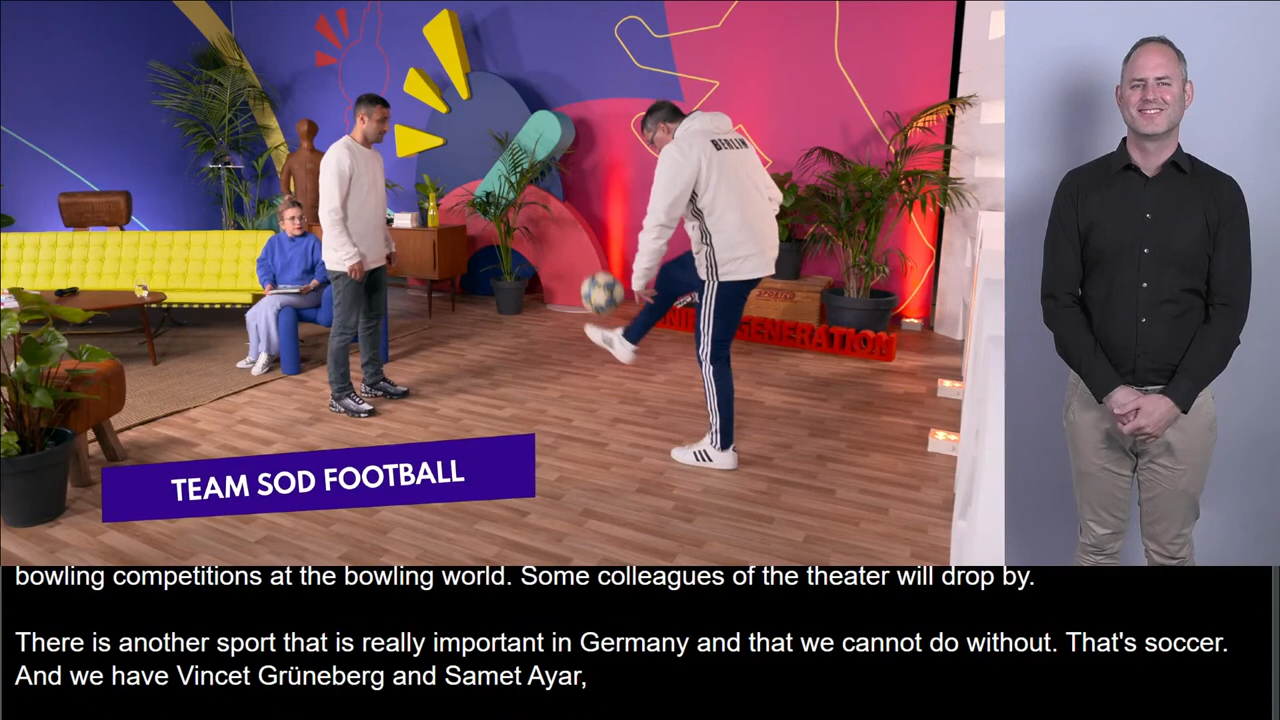 BERLIN
GENERATION
TEAM SOD FOOTBALL
bowling competitions at the bowling world. Some colleagues of the theater will drop by.
There is another sport that is really important in Germany and that we cannot do without. That's soccer.
And we have Vincet Grüneberg and Samet Ayar,